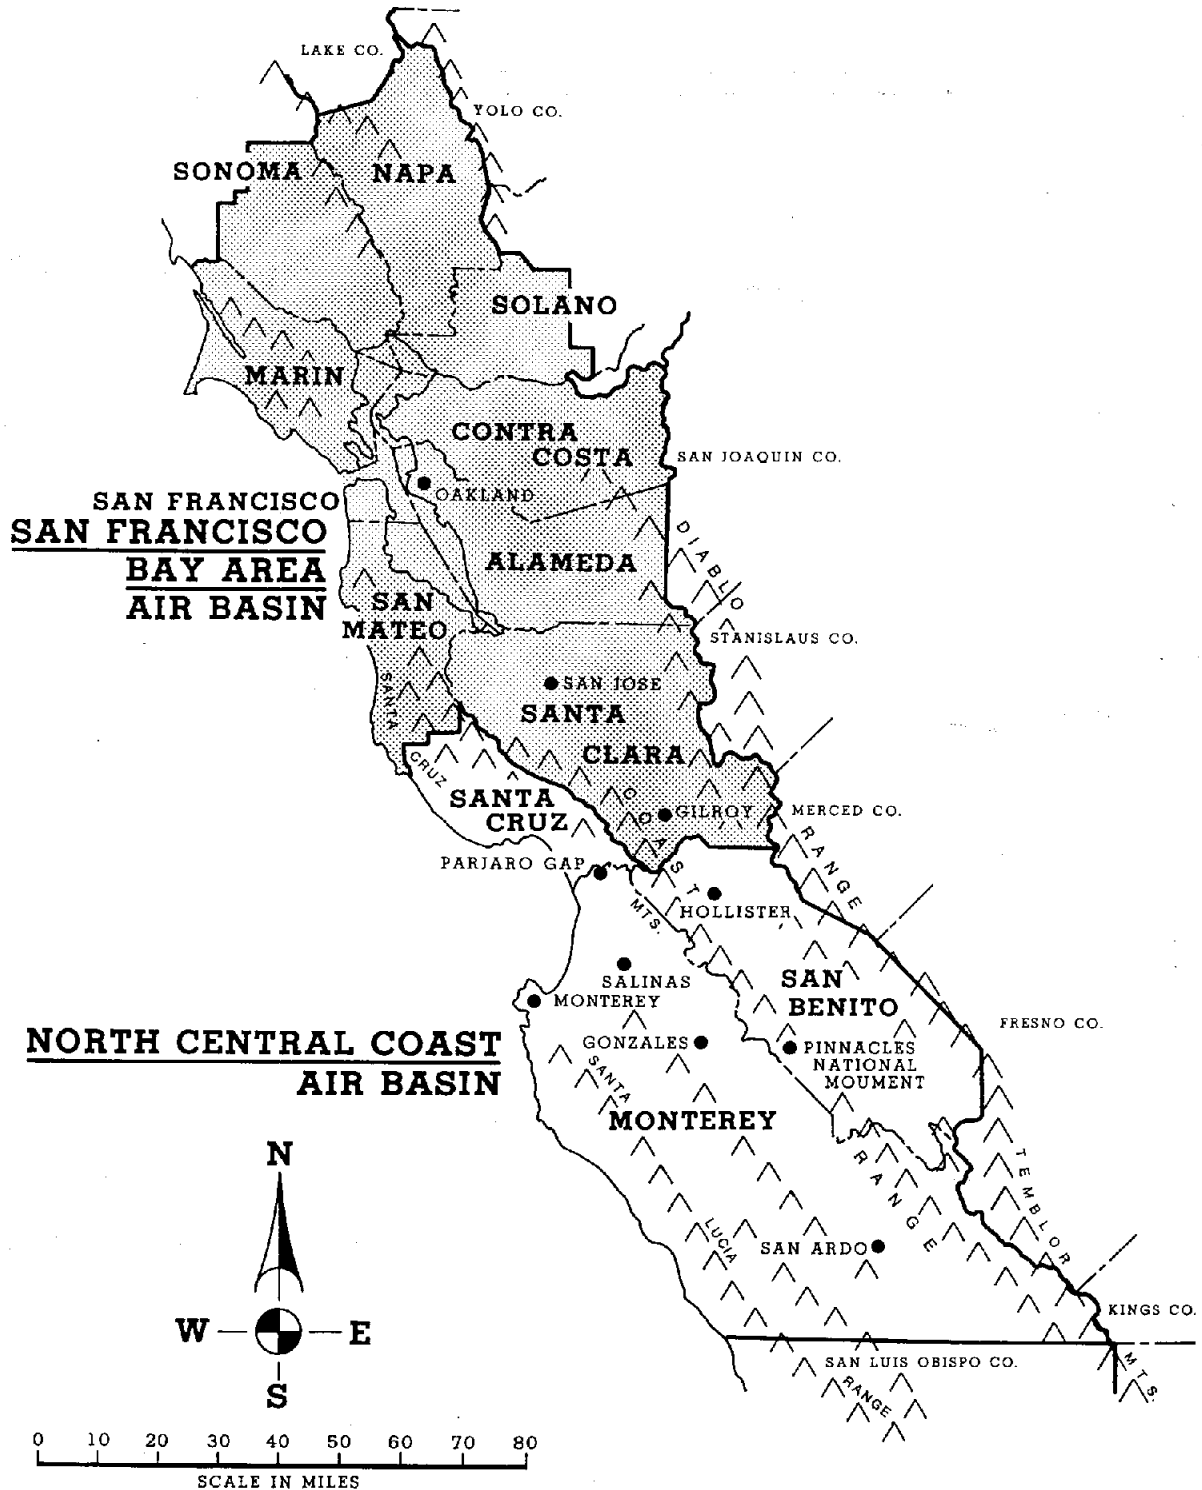 LAKE CO.
YOLO CO.
SONOMA
NAPA
SOLANO
MARIN
CONTRA
COSTA
SAN JOAQUIN CO.
OAKLAND
SAN FRANCISCO
SAN FRANCISCO
BAY AREA
AIR BASIN
DIABLO
ALAMEDA
SAN
MATEO
STANISLAUS CO.
SAN JOSE
SANTA
SANTA
CLARA
CRUZ
SANTA
CRUZ
COAST
GILROY
MERCED CO.
RANGE
PARJARO GAP
HOLLISTER
MTS.
SALINAS
MONTEREY
SAN
BENITO
NORTH CENTRAL COAST
AIR BASIN
GONZALES
FRESNO CO.
PINNACLES
NATIONAL
MOUMENT
SANTA
MONTEREY
RANGE
TEMBLOR
N
LUCIA
SAN ARDO
KINGS CO.
W
E
S
SAN LUIS OBISPO CO.
RANGE
MTS.
0 10 20 30 40 50 60 70 80
SCALE IN MILES